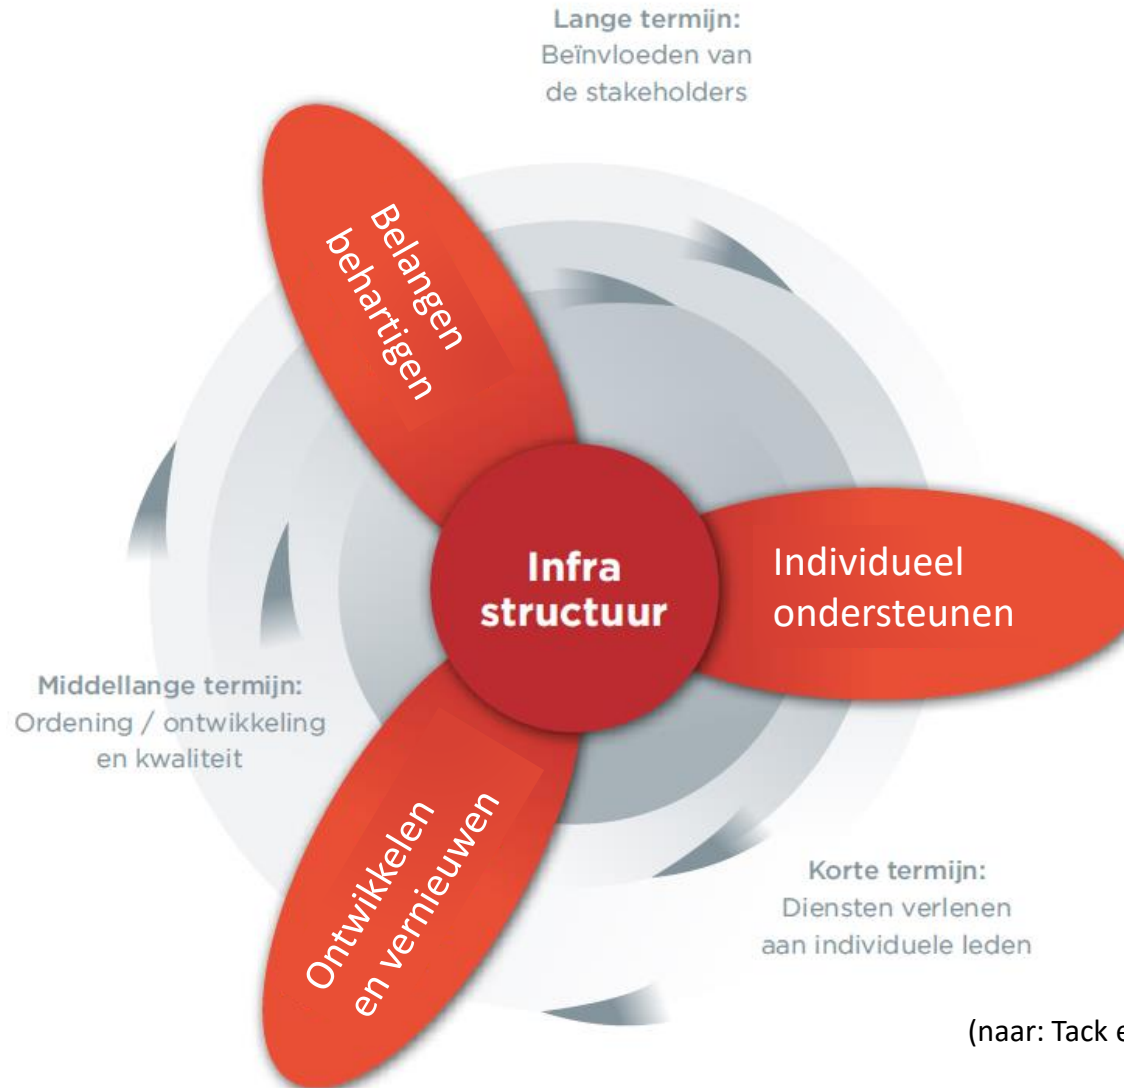 Lange termijn:
Beïnvloeden van
de stakeholders
Belangen
behartigen
Infra
structuur
Individueel
ondersteunen
Middellange termijn:
Ordening / ontwikkeling
en kwaliteit
Ontwikkelen
en vernieuwen
Korte termijn:
Diensten verlenen
aan individuele leden
(naar: Tack e